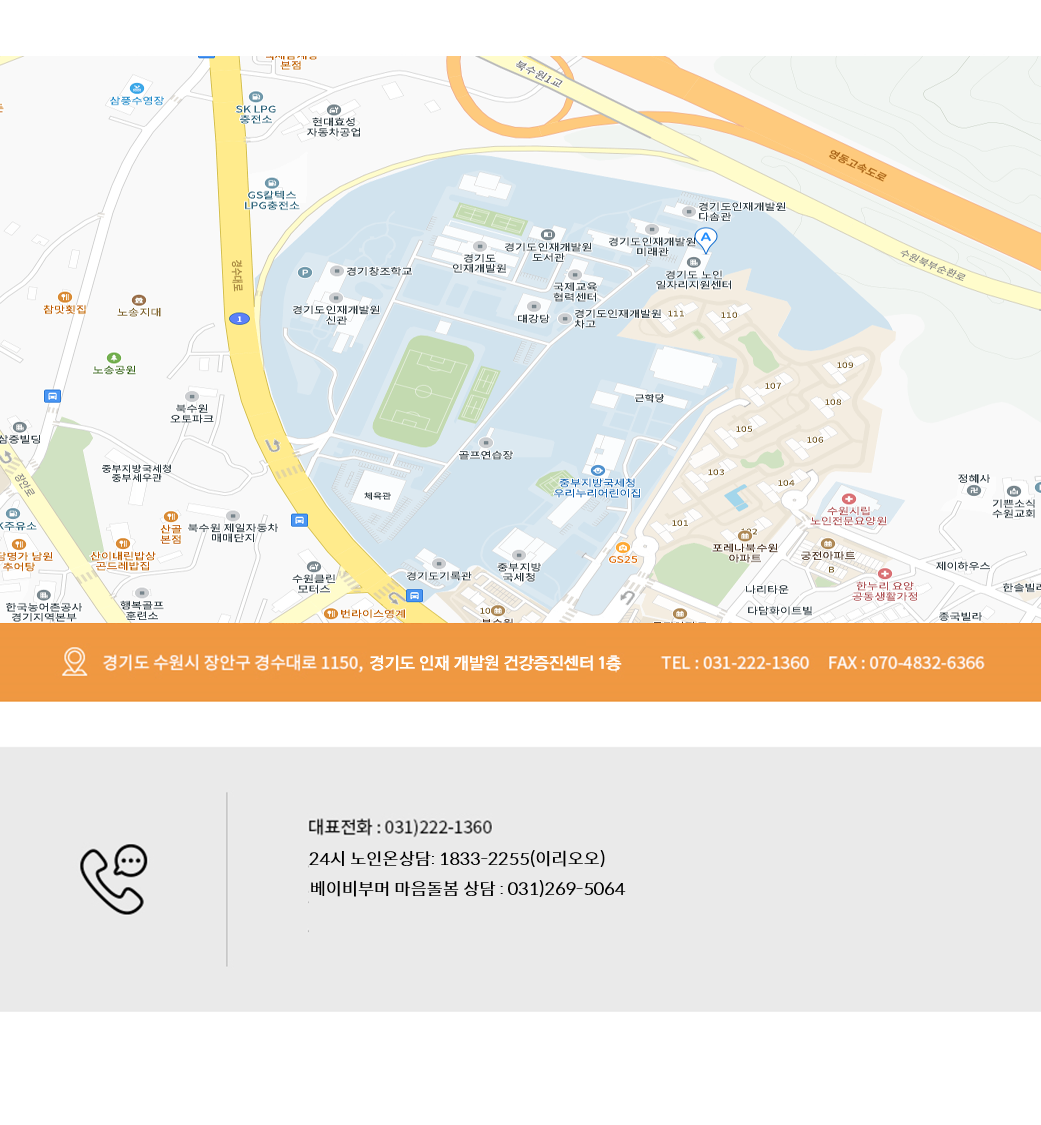 본점
북수원1교
삼풍수영장
SK LPG
충전소
현대효성
자동차공업
영동고속도로
GS칼텍스
LPG충전소
경기도인재개발원
다솜관
경기도인재개발원
미래관
A
경기도인재개발원
도서관
경기도
인재개발원
수원북부순환로
경수대로
P
경기창조학교
국제교육
협력센터
경기도 노인
일자리지원센터
참맛횟집
노송지대
경기도인재개발원
신관
대강당
경기도인재개발원
차고
111
110
1
노송공원
109
107
108
북수원
오토파크
근학당
105
106
삼중빌딩
골프연습장
중부지방국세청
중부세무관
장안로
103
104
중부지방국세청
우리누리어린이집
정혜사
체육관
기쁜소식
수원교회
수원시립
노인전문요양원
K주유소
산골
본점
북수원 제일자동차
매매단지
101
102
포레나북수원
아파트
궁전아파트
B
GS25
담명가 남원
추어탕
산이내린밥상
곤드레밥집
수원클린
모터스
경기도기록관
중부지방
국세청
제이하우스
한누리 요양
공동생활가정
나리타운
한솔빌라
한국농어촌공사
경기지역본부
행복골프
훈련소
번라이스영계
다담화이트빌
종국빌라
경기도 수원시 장안구 경수대로 1150, 경기도 인재 개발원 건강증진센터 1층 TEL : 031-222-1360 FAX : 070-4832-6366
대표전화 : 031)222-1360
24시 노인온상담: 1833-2255(이리오오)
베이비부머 마음돌봄 상담 : 031)269-5064